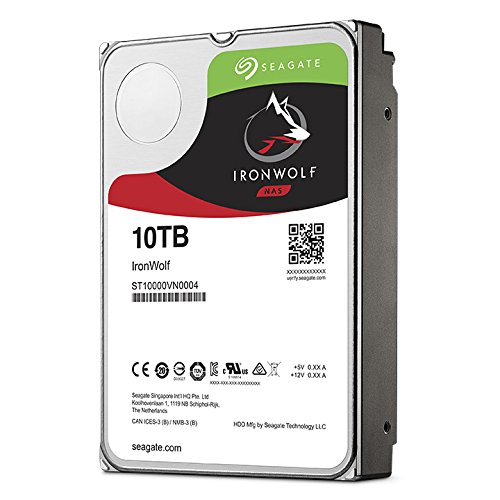 SEAGATE
IRONWOLF
NAS
10TB
IronWolf
ST10000VN0004
XXXXXXXXXXXX
verify.seagate.com
+5V 0.XX A
+12V 0.XX A
Seagate Singapore Int'l HQ Pte. Ltd
Koolhovenlaan 1, 1119 NB Schiphol-Rijk,
The Netherlands
CAN ICES-3 (B) / NMB-3 (B)
HDD Mfg by Seagate Technology LLC
seagate.com